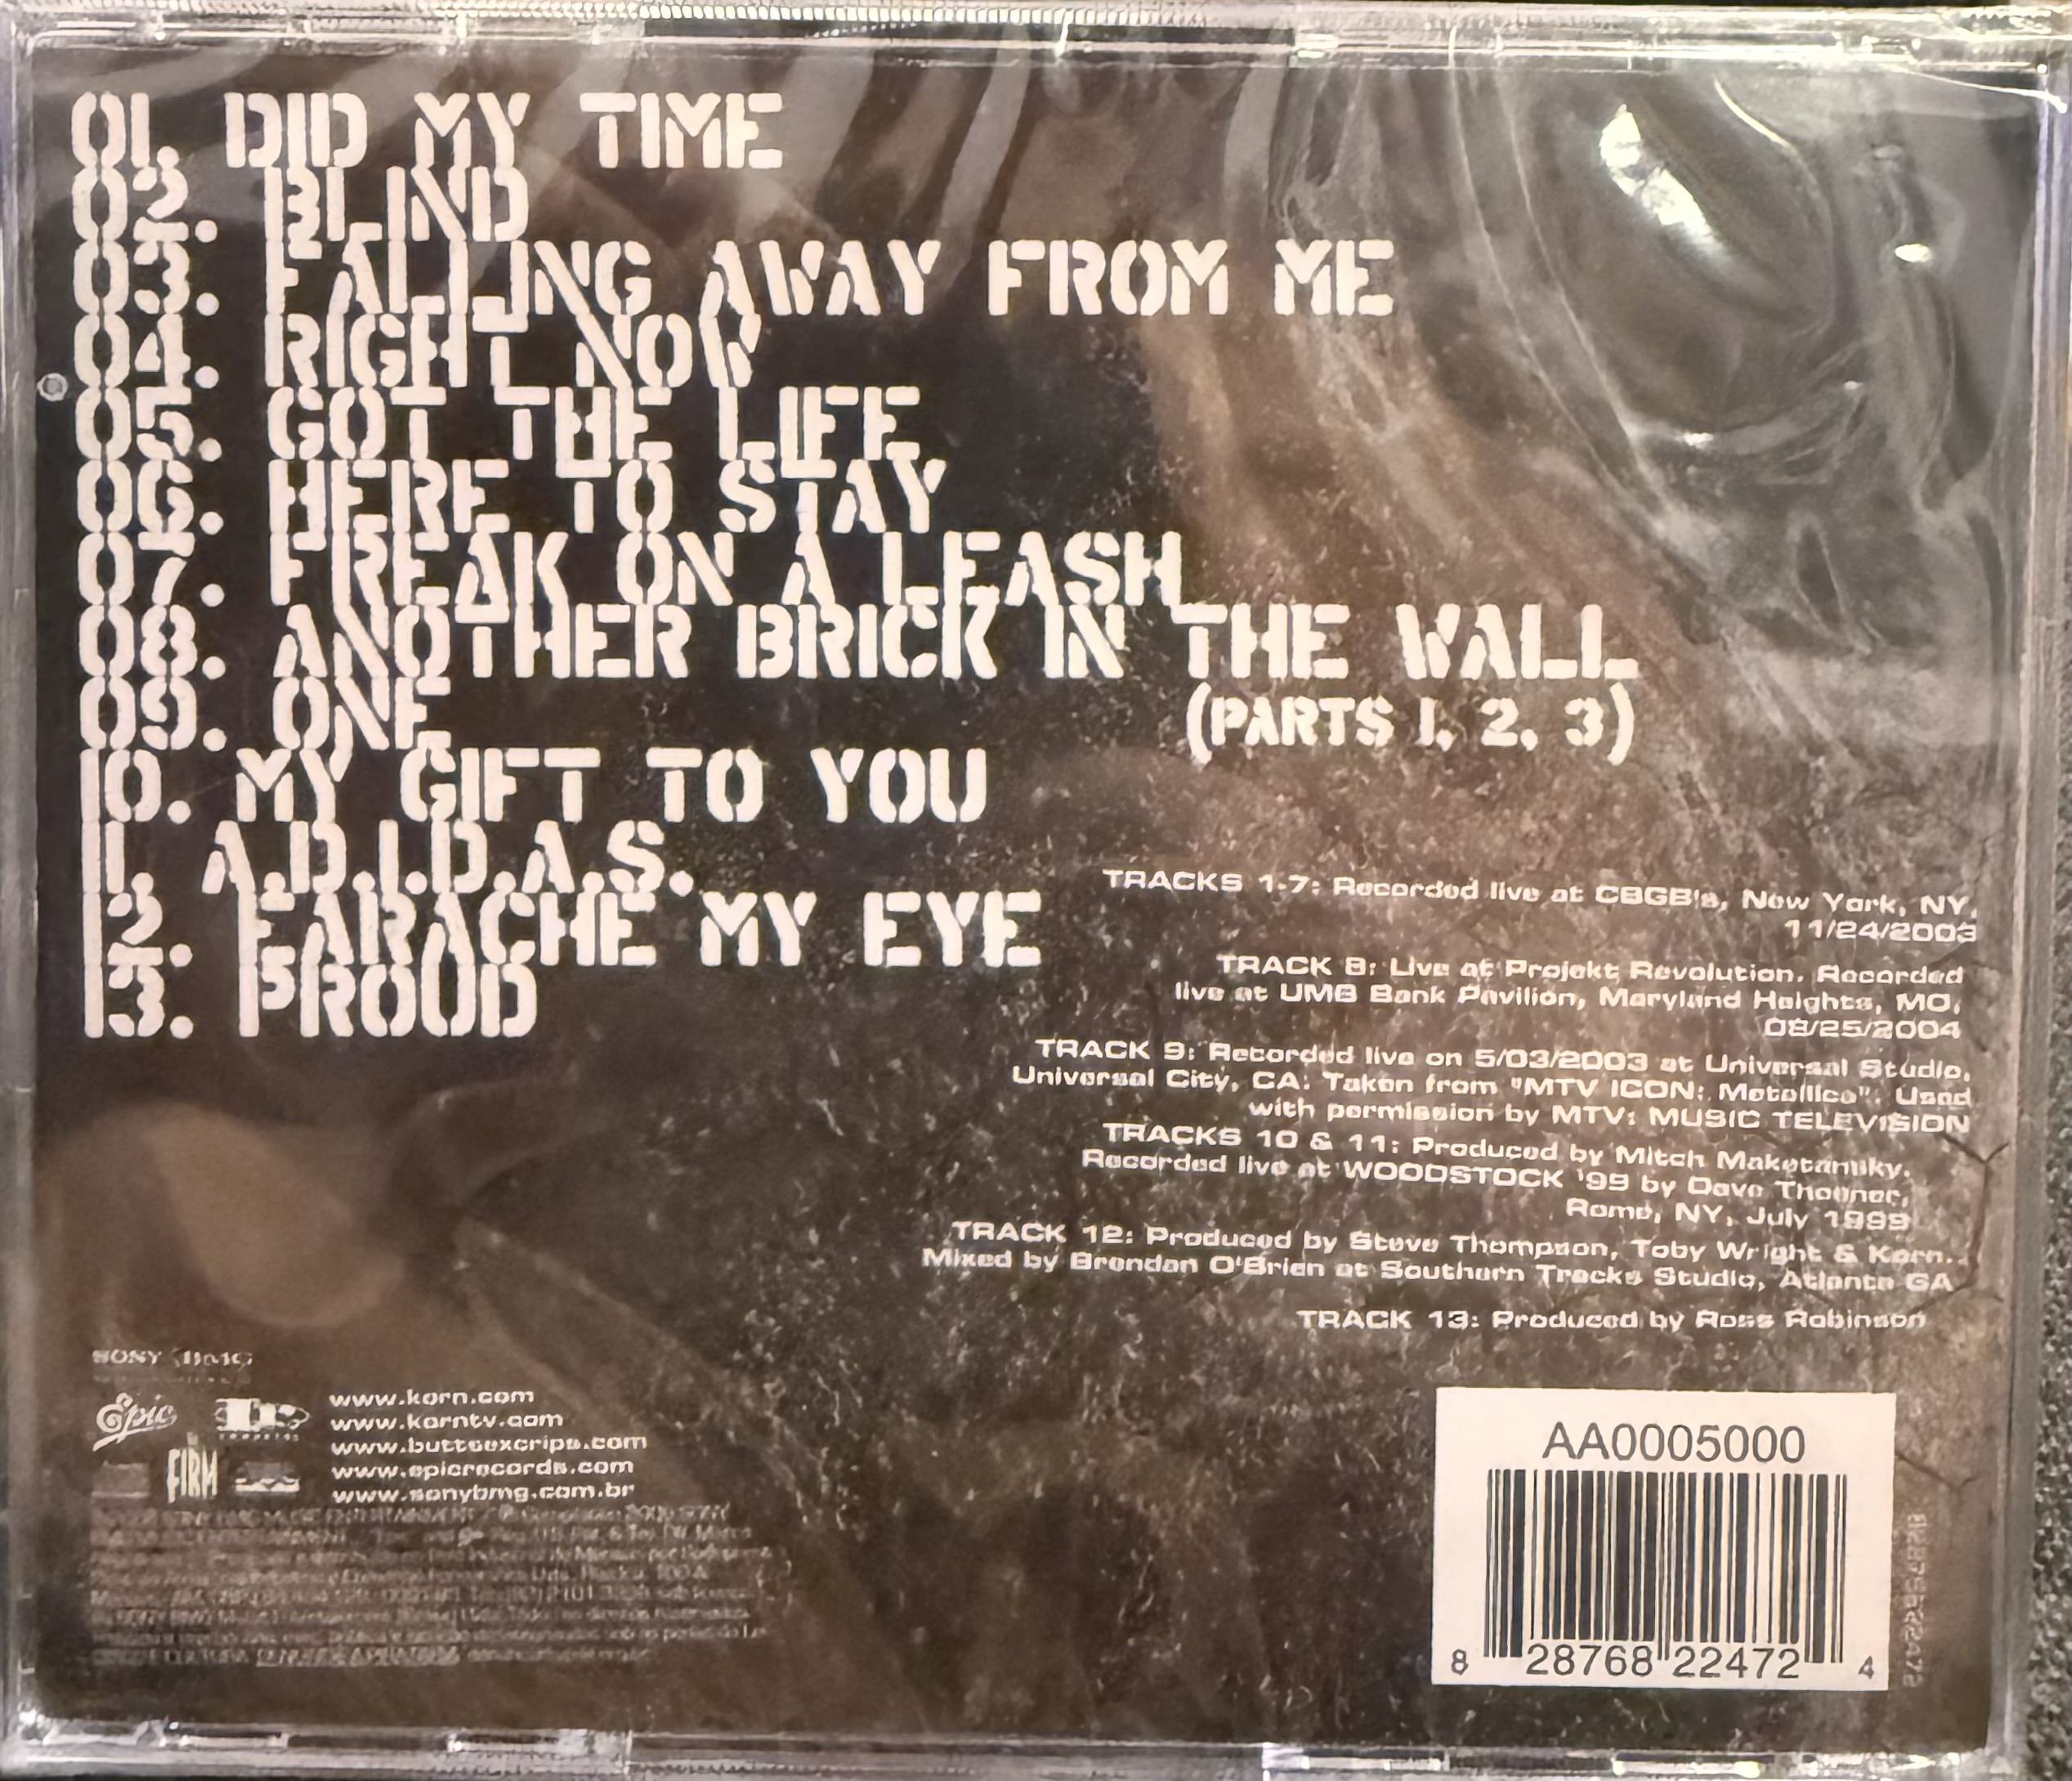 01. DID MY TIME
02. BLIND
03. FALLING AWAY FROM ME
04. RIGHT NOW
05. GOT THE LIFE
06. HERE TO STAY
07. FREAK ON A LEASH
08. ANOTHER BRICK IN THE WALL
(PARTS 1, 2, 3)
09. ONE
10. MY GIFT TO YOU
11. A.D.I.D.A.S.
12. EARACHE MY EYE
13. PROUD
TRACKS 1-7: Recorded live at CBGB's, New York, NY,
11/24/2003
TRACK 8: Live at Projekt Revolution. Recorded
live at UMB Bank Pavilion, Maryland Heights, MO,
08/25/2004
TRACK 9: Recorded live on 5/03/2003 at Universal Studio,
Universal City, CA. Taken from "MTV ICON: Metallica". Used
with permission by MTV: MUSIC TELEVISION
TRACKS 10 & 11: Produced by Mitch Maketansky.
Recorded live at WOODSTOCK '99 by Dave Thoener,
Rome, NY, July 1999
TRACK 12: Produced by Steve Thompson, Toby Wright & Korn.
Mixed by Brendan O'Brien at Southern Tracks Studio, Atlanta GA
TRACK 13: Produced by Ross Robinson
SONY BMG
Epic
THE FIRM
www.korn.com
www.korntv.com
www.buttsexcrips.com
www.epicrecords.com
www.sonybmg.com.br
AA0005000
8 28768 22472 4